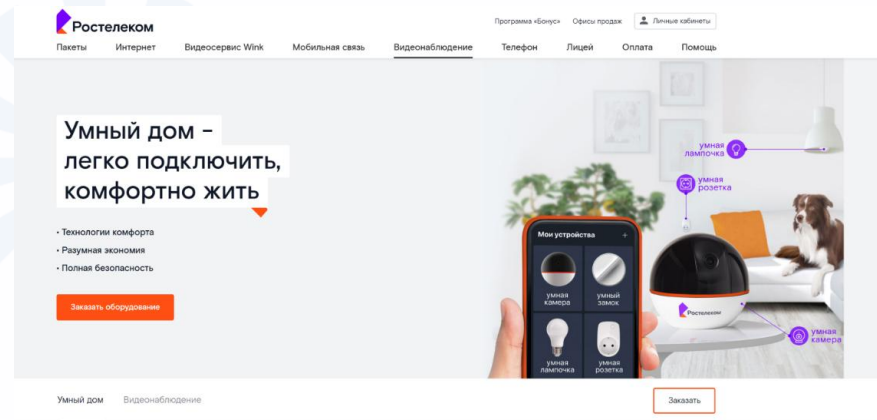 Ростелеком
Программа «Бонус» Офисы продаж Личные кабинеты
Пакеты Интернет Видеосервис Wink Мобильная связь Видеонаблюдение Телефон Лицей Оплата Помощь
Умный дом –
легко подключить,
комфортно жить
• Технологии комфорта
• Разумная экономия
• Полная безопасность
Заказать оборудование
умная
лампочка
умная
розетка
Мои устройства +
умная
камера
умный
замок
умная
лампочка
умная
розетка
Ростелеком
умная
камера
Умный дом Видеонаблюдение Заказать